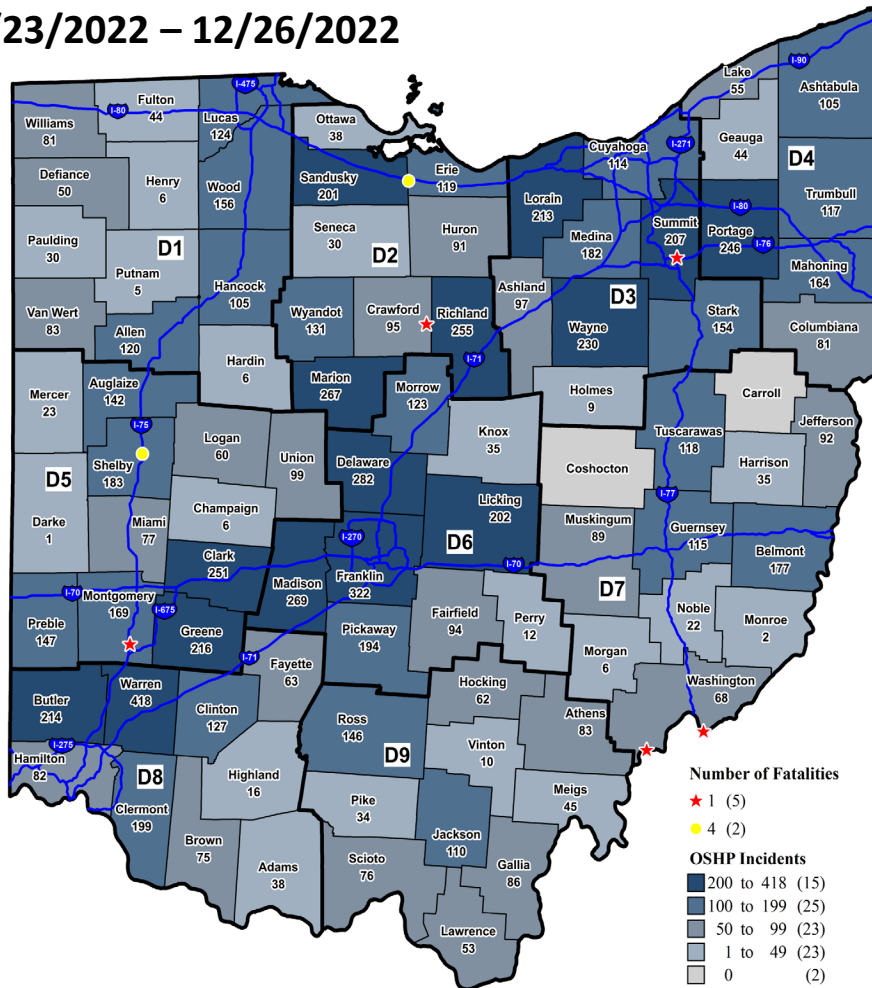 /23/2022 – 12/26/2022
I-90
Lake
55
Ashtabula
105
I-475
Fulton
44
I-80
Williams
81
Lucas
124
Ottawa
38
Cuyahoga
114
I-271
Geauga
44
D4
Defiance
50
Henry
6
Wood
156
Sandusky
201
Erie
119
Lorain
213
I-80
Trumbull
117
Paulding
30
D1
Seneca
30
Huron
91
Medina
182
Summit
207
Portage
246
I-76
Putnam
5
D2
Mahoning
164
Hancock
105
Ashland
97
Van Wert
83
Allen
120
Wyandot
131
Crawford
95
Richland
255
D3
Wayne
230
Stark
154
Columbiana
81
Hardin
6
I-71
Mercer
23
Auglaize
142
Marion
267
Morrow
123
Holmes
9
Carroll
I-75
Logan
60
Union
99
Knox
35
Tuscarawas
118
Jefferson
92
D5
Shelby
183
Delaware
282
Coshocton
Harrison
35
Darke
1
Miami
77
Champaign
6
Licking
202
I-77
Muskingum
89
Guernsey
115
Belmont
177
Clark
251
I-270
D6
I-70
I-70
Montgomery
169
I-675
Madison
269
Franklin
322
D7
Preble
147
Greene
216
Pickaway
194
Fairfield
94
Perry
12
Noble
22
Monroe
2
I-71
Fayette
63
Morgan
6
Washington
68
Butler
214
Warren
418
Clinton
127
Hocking
62
Athens
83
Ross
146
I-275
Hamilton
82
D9
Vinton
10
D8
Highland
16
Clermont
199
Pike
34
Meigs
45
Jackson
110
Brown
75
Adams
38
Scioto
76
Gallia
86
Lawrence
53
Number of Fatalities
1 (5)
4 (2)
OSHP Incidents
200 to 418 (15)
100 to 199 (25)
50 to 99 (23)
1 to 49 (23)
0 (2)